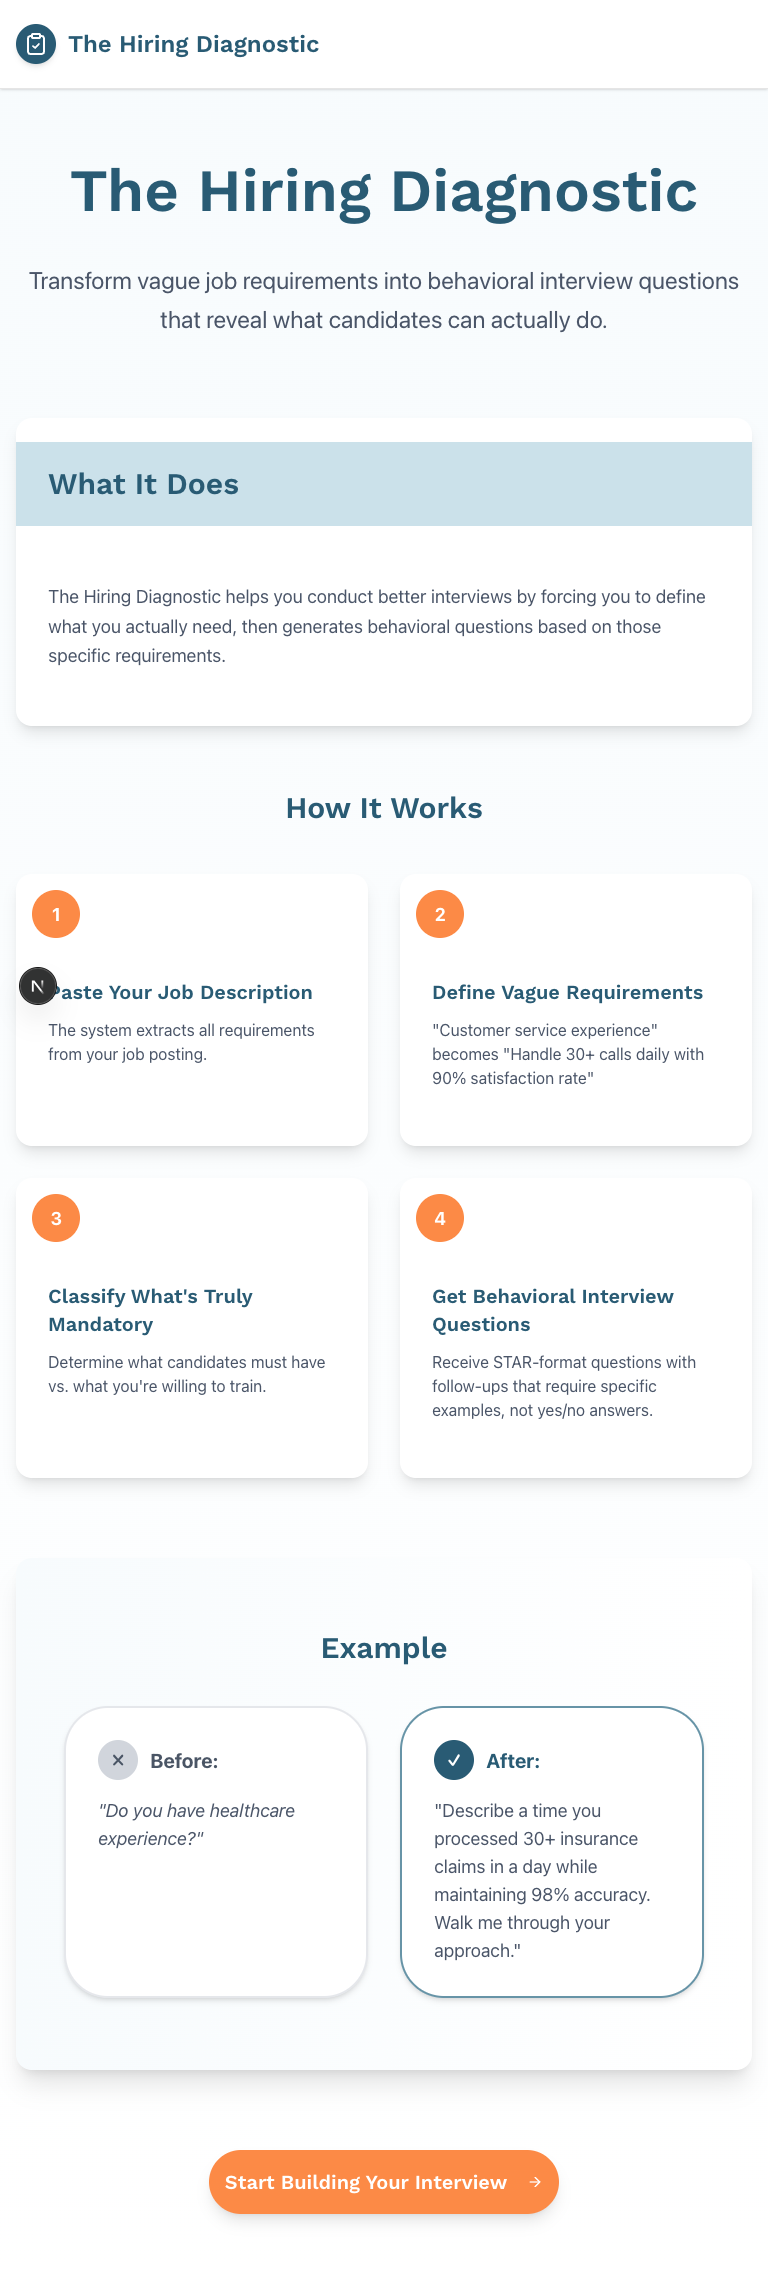 The Hiring Diagnostic
The Hiring Diagnostic
Transform vague job requirements into behavioral interview questions
that reveal what candidates can actually do.
What It Does
The Hiring Diagnostic helps you conduct better interviews by forcing you to define
what you actually need, then generates behavioral questions based on those
specific requirements.
How It Works
1
Paste Your Job Description
The system extracts all requirements
from your job posting.
2
Define Vague Requirements
"Customer service experience"
becomes "Handle 30+ calls daily with
90% satisfaction rate"
3
Classify What's Truly
Mandatory
Determine what candidates must have
vs. what you're willing to train.
4
Get Behavioral Interview
Questions
Receive STAR-format questions with
follow-ups that require specific
examples, not yes/no answers.
N
Example
Before:
"Do you have healthcare
experience?"
After:
"Describe a time you
processed 30+ insurance
claims in a day while
maintaining 98% accuracy.
Walk me through your
approach."
Start Building Your Interview